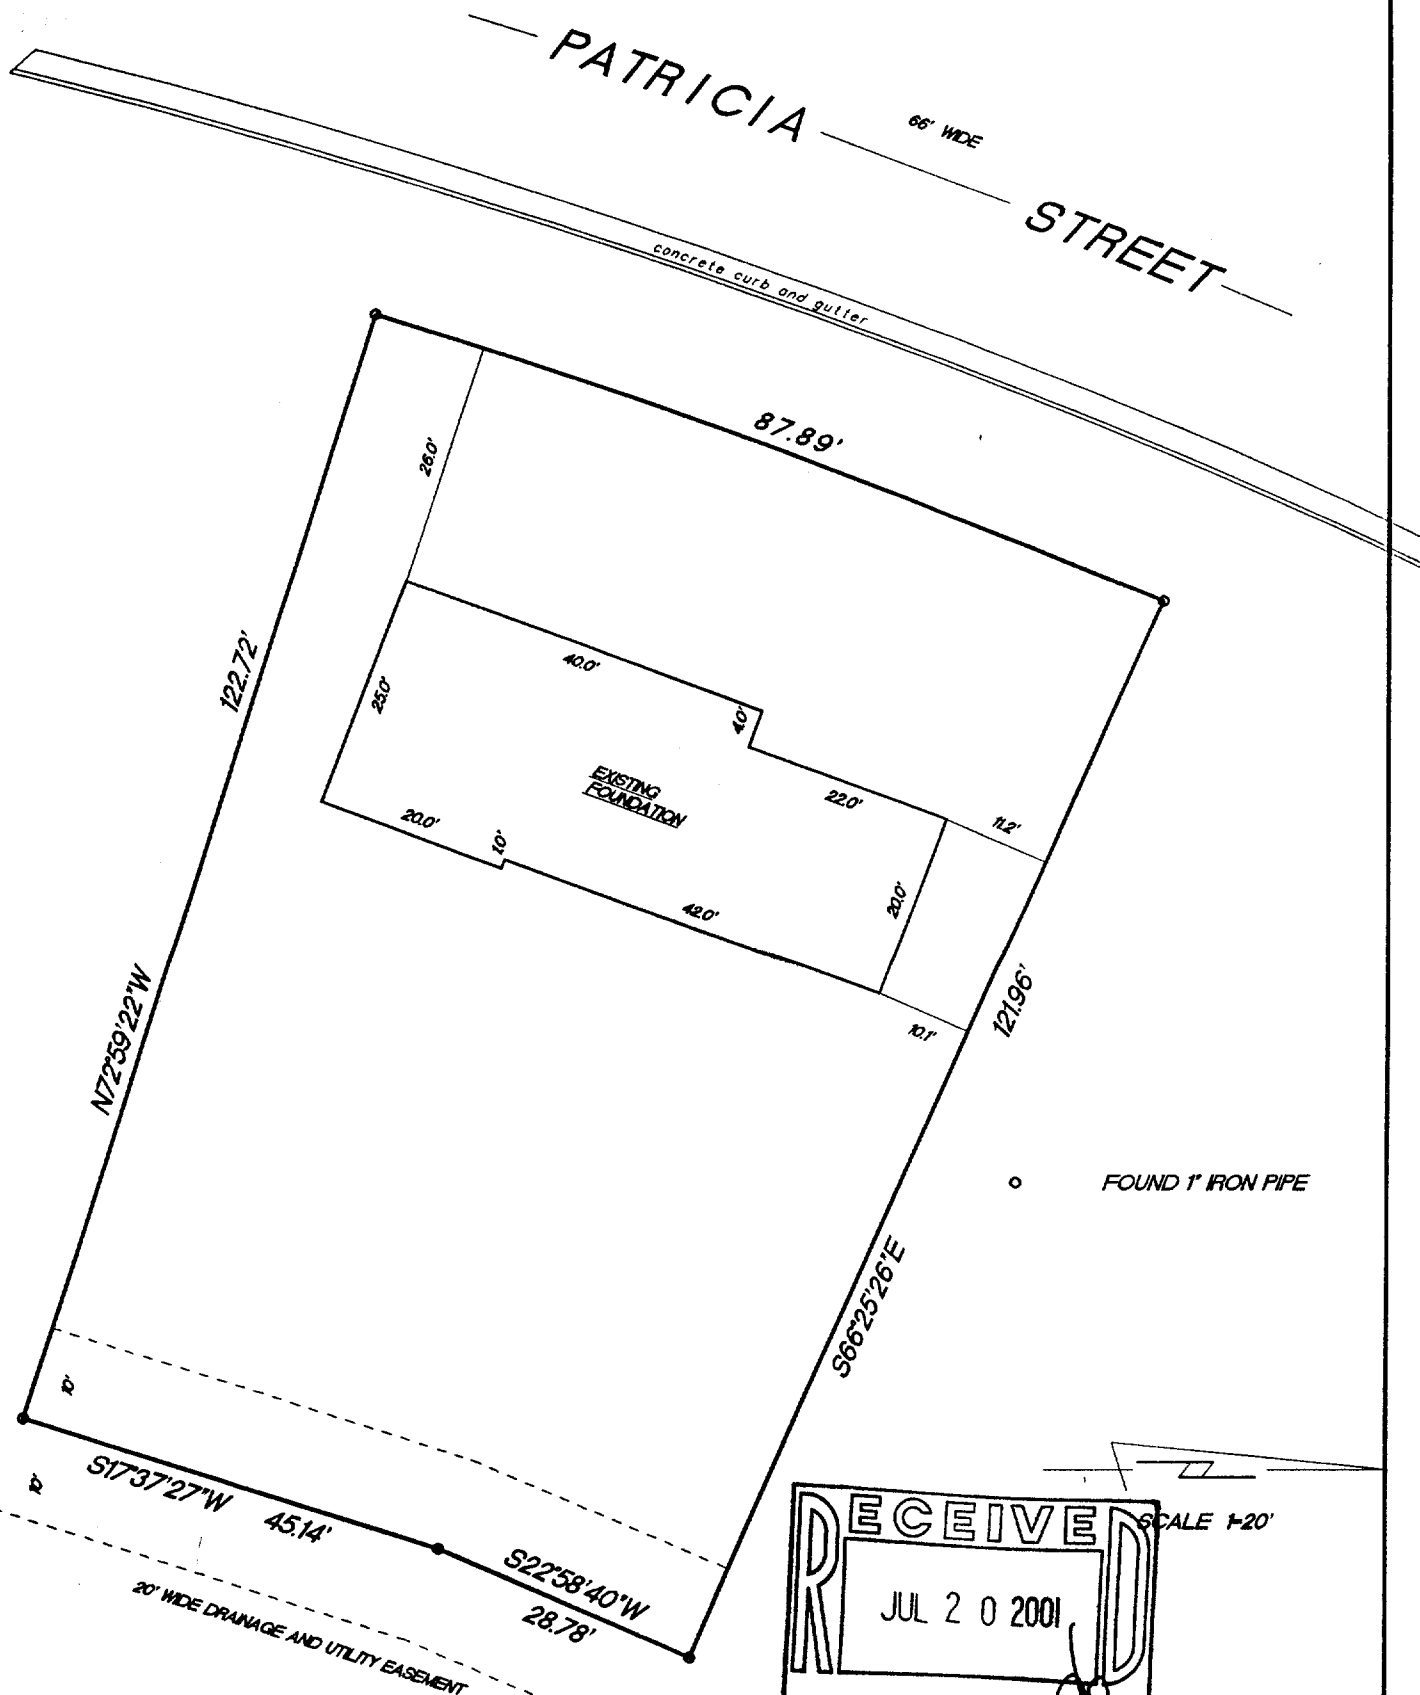 PATRICIA
66' WIDE
STREET
concrete curb and gutter
87.89'
26.0'
122.72'
40.0'
4.0'
25.0'
EXISTING
FOUNDATION
22.0'
11.2'
20.0'
1.0'
42.0'
20.0'
10.1'
121.96'
N72°59'22"W
FOUND 1" IRON PIPE
S66°25'26"E
10'
S17°37'27"W
45.14'
10'
S22°58'40"W
28.78'
20' WIDE DRAINAGE AND UTILITY EASEMENT
SCALE 1=20'
RECEIVED
JUL 20 2001